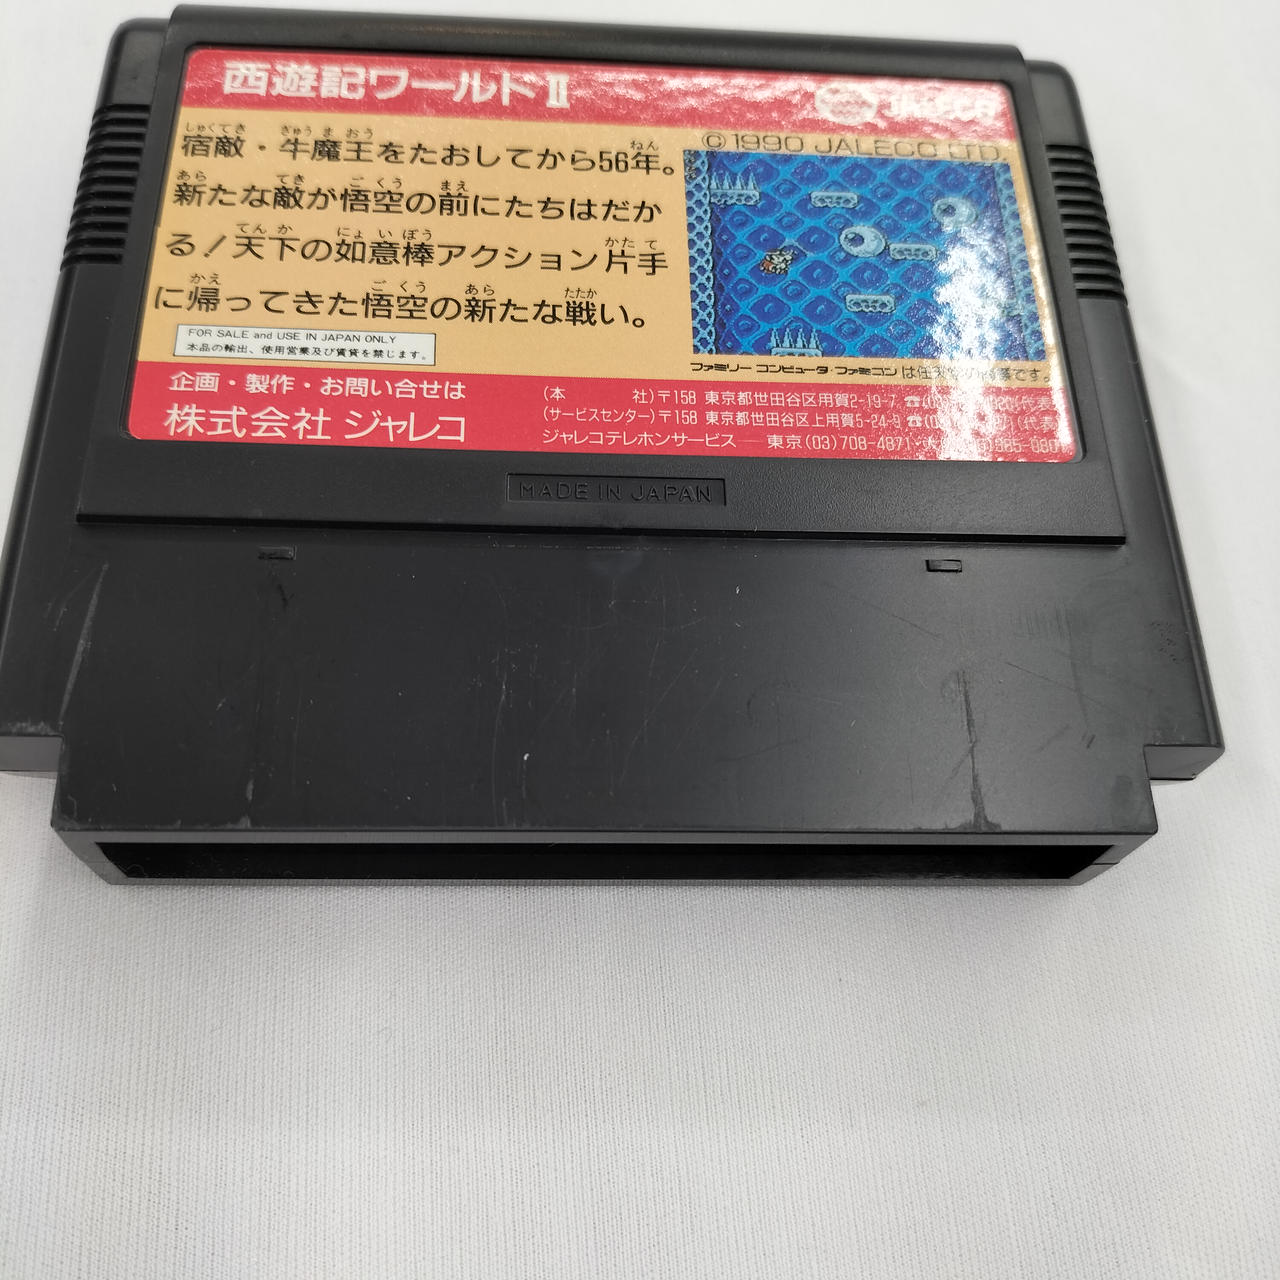 西遊記ワールドⅡ
JALECO
©1990 JALECO LTD.
宿敵・牛魔王をたおしてから56年。
新たな敵が悟空の前にたちはだか
る!天下の如意棒アクション片手
に帰ってきた悟空の新たな戦い。
FOR SALE and USE IN JAPAN ONLY
本品の輸出、使用営業及び賃貸を禁じます。
ファミリーコンピュータ・ファミコンは任天堂の商標です。
企画・製作・お問い合せは
株式会社 ジャレコ
(本 社)〒158 東京都世田谷区用賀2-19-7
(サービスセンター)〒158 東京都世田谷区上用賀5-24-9
ジャレコテレホンサービス 東京(03)708-4871
MADE IN JAPAN